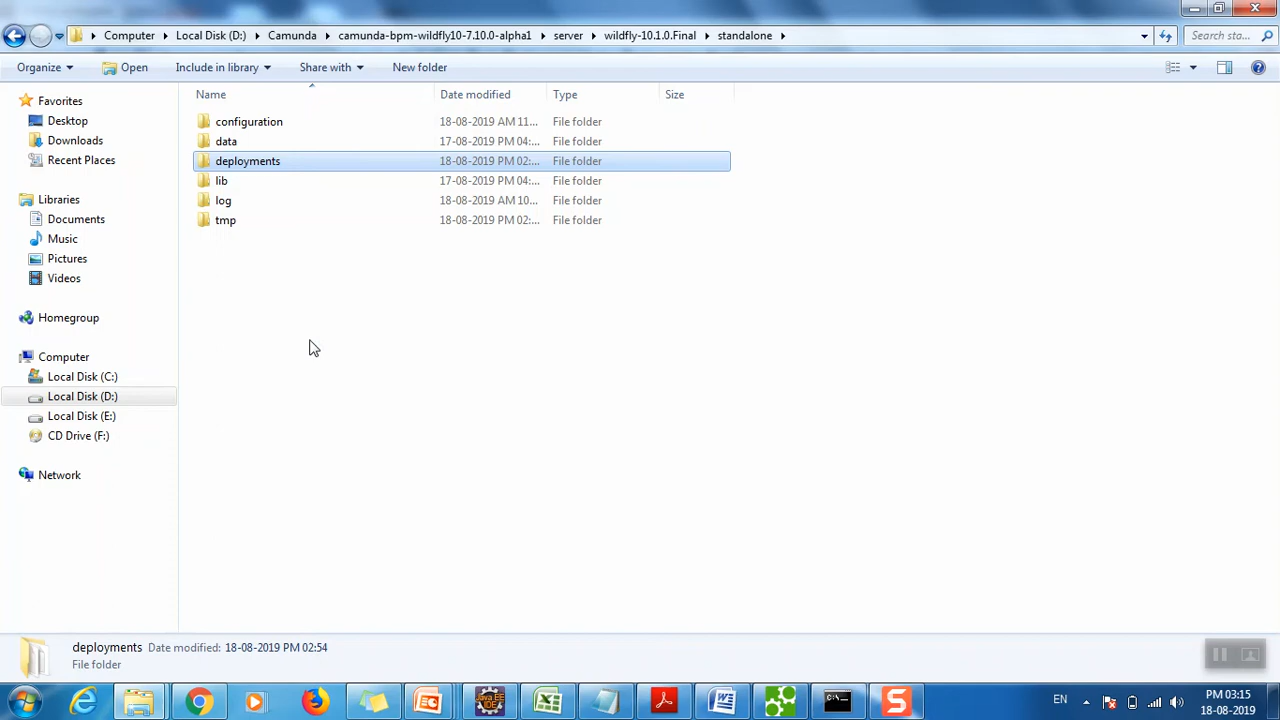 Computer Local Disk (D:) Camunda camunda-bpm-wildfly10-7.10.0-alpha1 server wildfly-10.1.0.Final standalone Search sta...
Organize Open Include in library Share with New folder
Name Date modified Type Size
Favorites
Desktop
Downloads
Recent Places
Libraries
Documents
Music
Pictures
Videos
Homegroup
Computer
Local Disk (C:)
Local Disk (D:)
Local Disk (E:)
CD Drive (F:)
Network
configuration 18-08-2019 AM 11... File folder
data 17-08-2019 PM 04:... File folder
deployments 18-08-2019 PM 02:... File folder
lib 17-08-2019 PM 04:... File folder
log 18-08-2019 AM 10... File folder
tmp 18-08-2019 PM 02:... File folder
deployments Date modified: 18-08-2019 PM 02:54
File folder
EN PM 03:15
18-08-2019